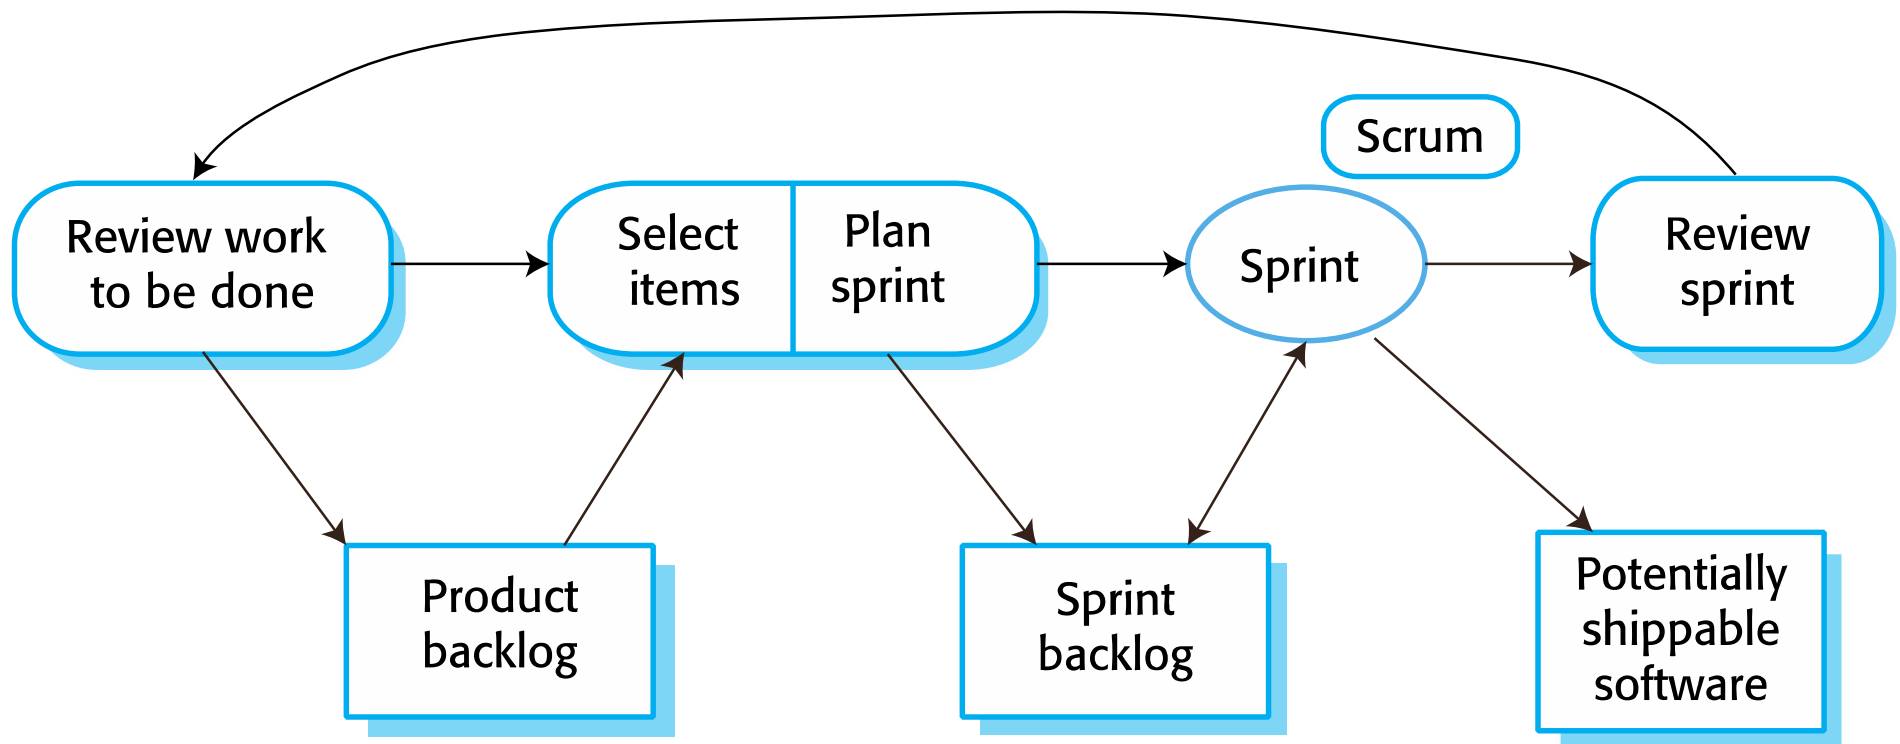 Scrum
Review work
to be done
Select
items
Plan
sprint
Sprint
Review
sprint
Product
backlog
Sprint
backlog
Potentially
shippable
software